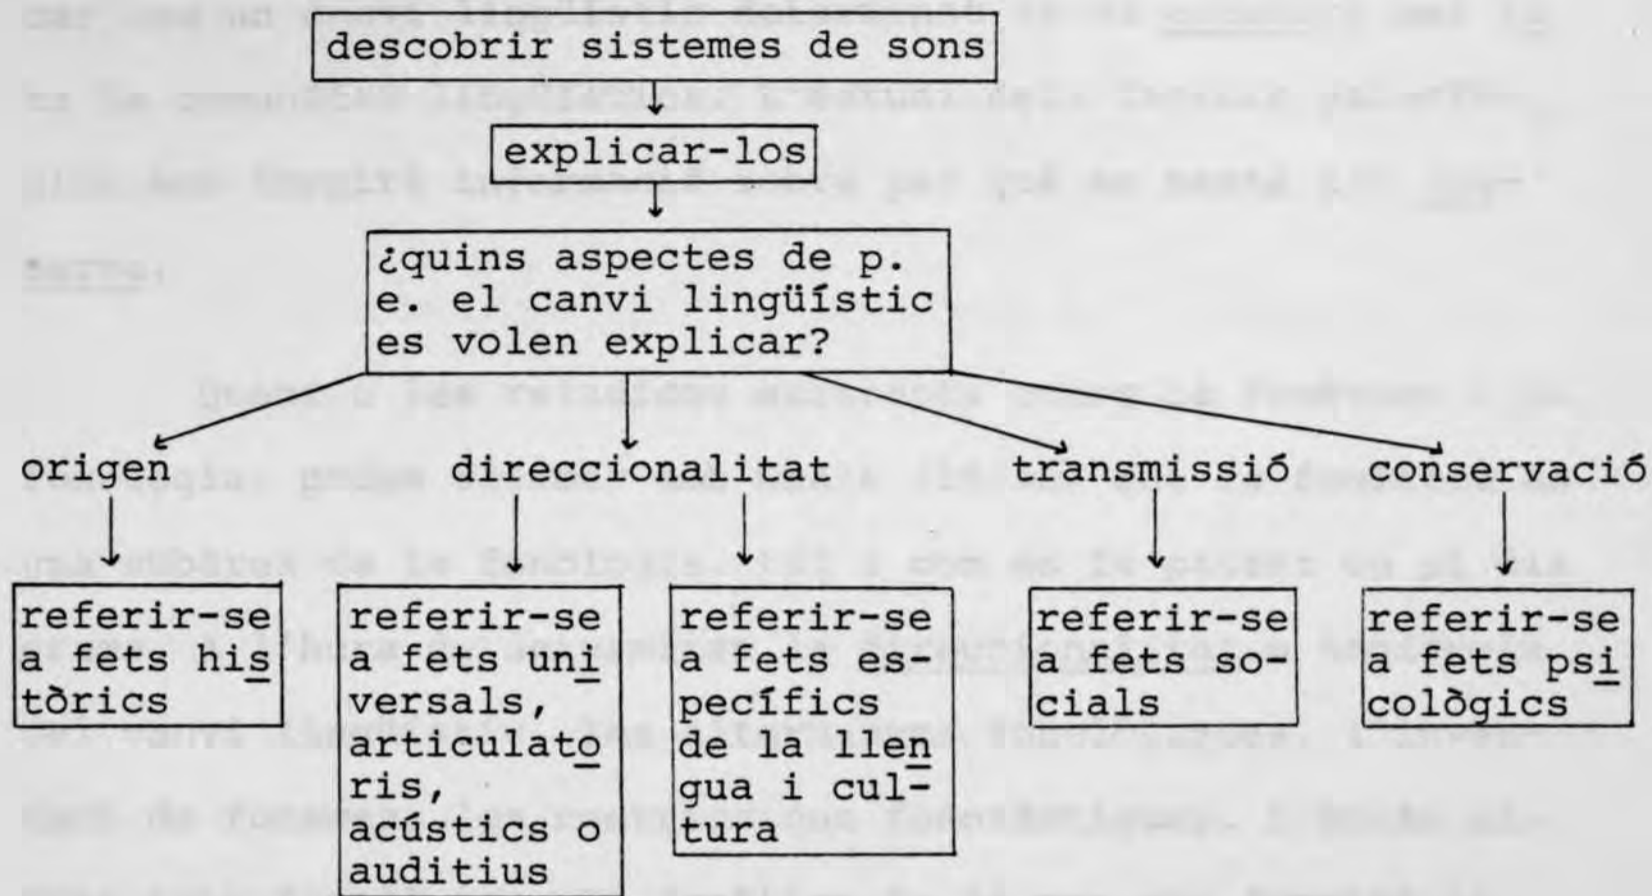 descobrir sistemes de sons
explicar-los
¿quins aspectes de p.
e. el canvi lingüístic
es volen explicar?
origen
direccionalitat
transmissió
conservació
referir-se
a fets his
tòrics
referir-se
a fets uni
versals,
articulato
ris,
acústics o
auditius
referir-se
a fets es-
pecífics
de la llen
gua i cul-
tura
referir-se
a fets so-
cials
referir-se
a fets psi
cològics